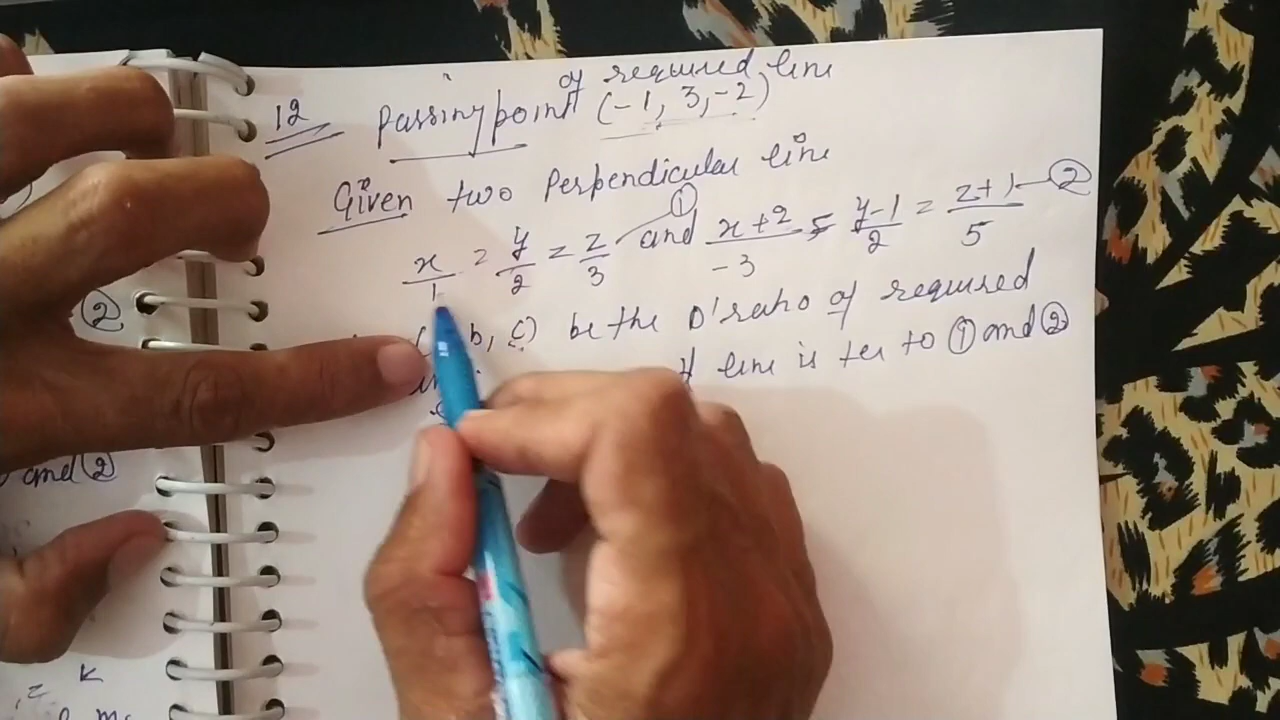 12
of required line
Passing point (-1, 3, -2)
Given two Perpendicular line
x/1 = y/2 = z/3 ① and x+2/-3 = y-1/2 = z+1/5 ②
b, c) be the D'ratio of required
line is ter to ① and ②
②
and ②
z K